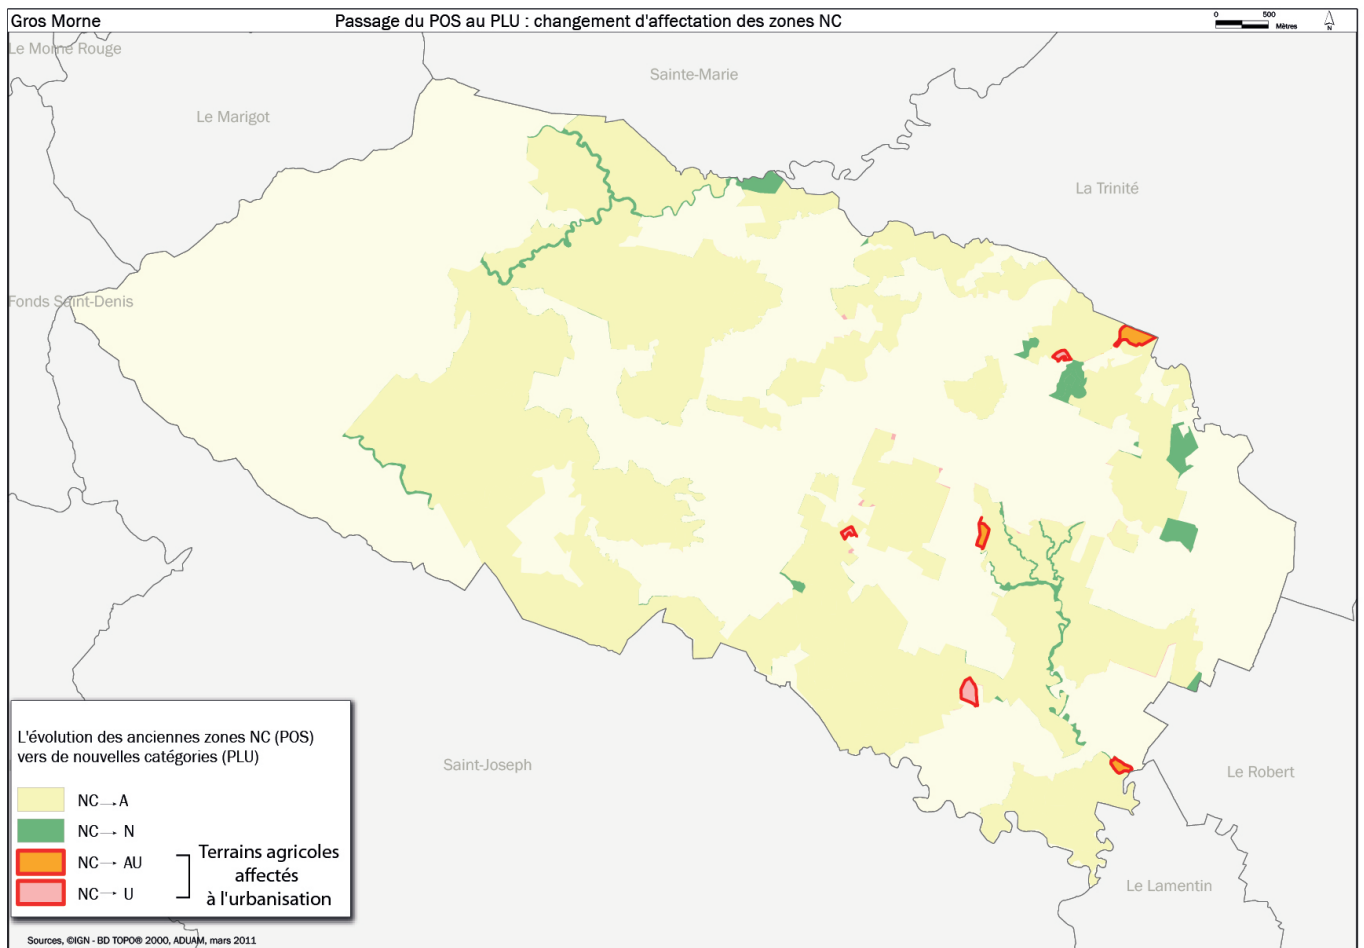 Gros Morne
Passage du POS au PLU : changement d'affectation des zones NC
0 500
Mètres
N
Le Morne Rouge
Sainte-Marie
Le Marigot
La Trinité
Fonds Saint-Denis
Saint-Joseph
Le Robert
Le Lamentin
L'évolution des anciennes zones NC (POS)
vers de nouvelles catégories (PLU)
NC → A
NC → N
NC → AU
NC → U
Terrains agricoles
affectés
à l'urbanisation
Sources, ©IGN - BD TOPO® 2000, ADUAM, mars 2011